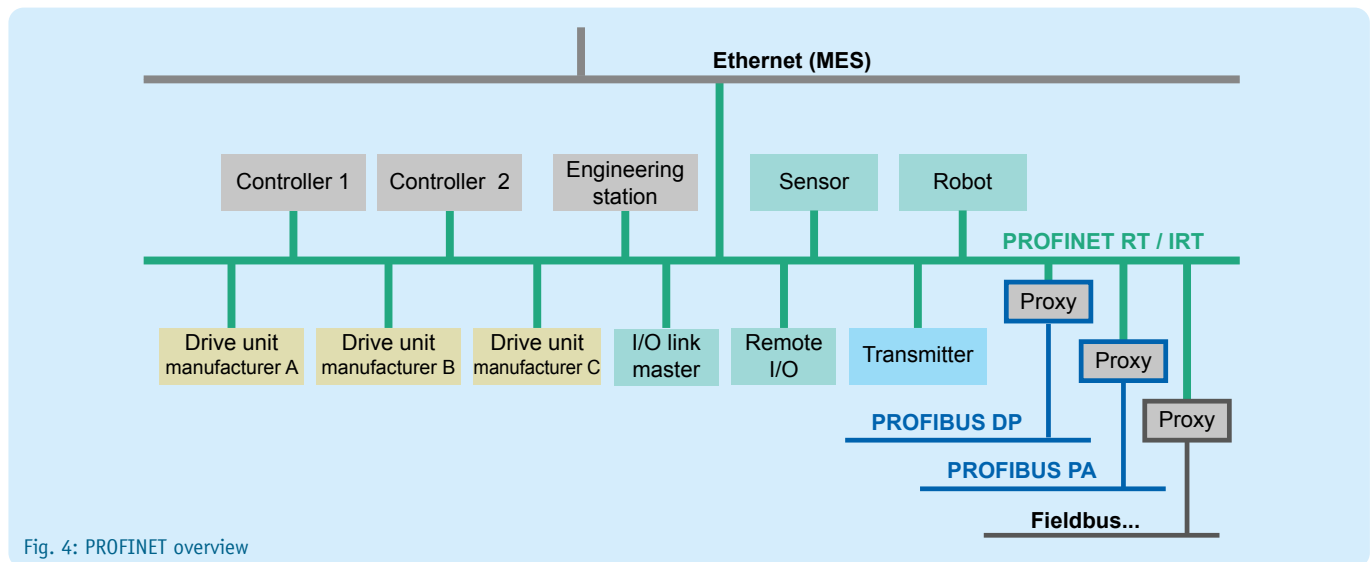 Ethernet (MES)
Controller 1
Controller 2
Engineering
station
Sensor
Robot
PROFINET RT / IRT
Drive unit
manufacturer A
Drive unit
manufacturer B
Drive unit
manufacturer C
I/O link
master
Remote
I/O
Transmitter
Proxy
Proxy
Proxy
PROFIBUS DP
PROFIBUS PA
Fieldbus...
Fig. 4: PROFINET overview